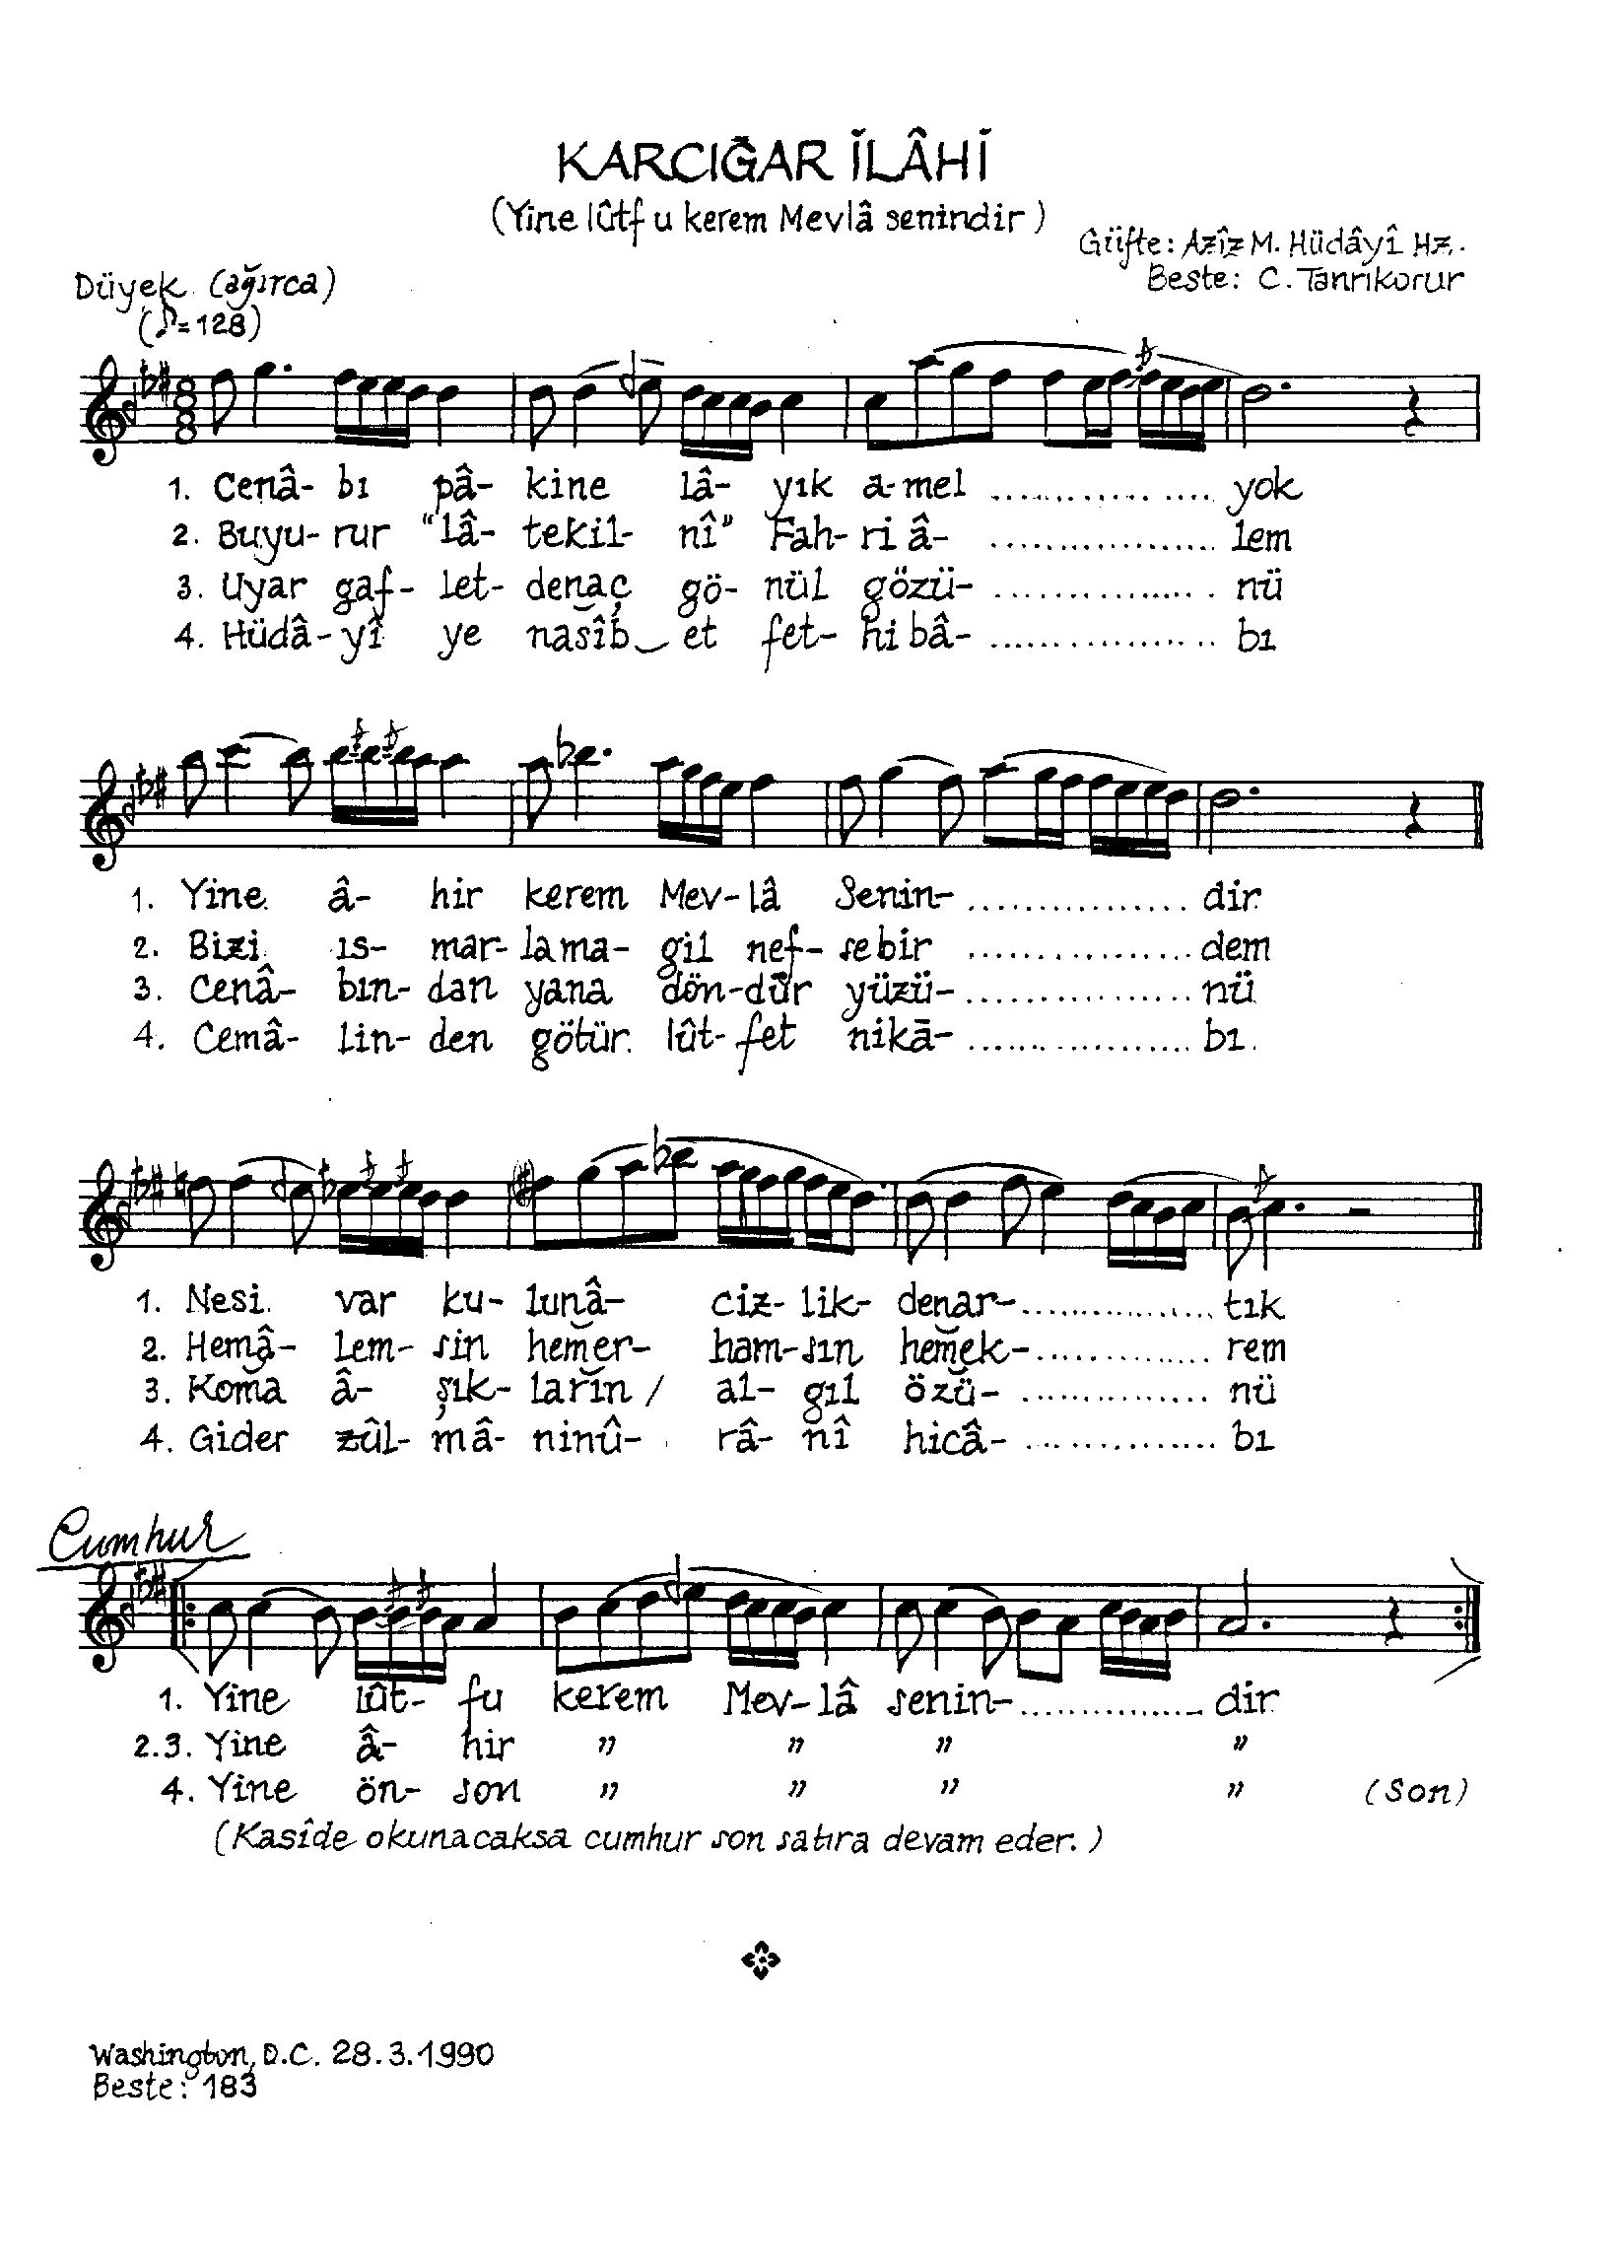 KARCIĞAR İLÂHİ
(Yine lûtf u kerem Mevlâ senindir)
Güfte: Azîz M. Hüdâyî Hz.
Beste: C. Tanrıkorur
Düyek (ağırca)
(♪=128)
8
8
1. Cenâ- bı pâ- kine lâ- yık a-mel ................ yok
2. Buyu- rur "lâ- tekil- nî" Fah- ri â- ................ lem
3. Uyar gaf- let- denaç gö- nül gözü- ................ nü
4. Hüdâ- yî ye nasîb et fet- hi bâ- ................ bı
1. Yine â- hir kerem Mev-lâ Senin- ................ dir
2. Bizi ıs- mar- lama- gil nef- sebir ................ dem
3. Cenâ- bın- dan yana dön-dür yüzü- ................ nü
4. Cemâ- lin- den götür lût- fet nikā- ................ bı
1. Nesi var ku- lunâ- ciz- lik- denar- ................ tık
2. Hemâ- lem- sin hemer- ham-sın hemek- ............... rem
3. Koma â- şık- ların / al- gıl özü- ............... nü
4. Gider zûl- mâ- ninû- râ- nî hicâ- ............... bı
Cumhur
1. Yine lût- fu kerem Mev-lâ senin- ................ dir
2.3. Yine â- hir " " " "
4. Yine ön- son " " " " (Son)
(Kasîde okunacaksa cumhur son satıra devam eder.)
Washington, D.C. 28.3.1990
Beste: 183